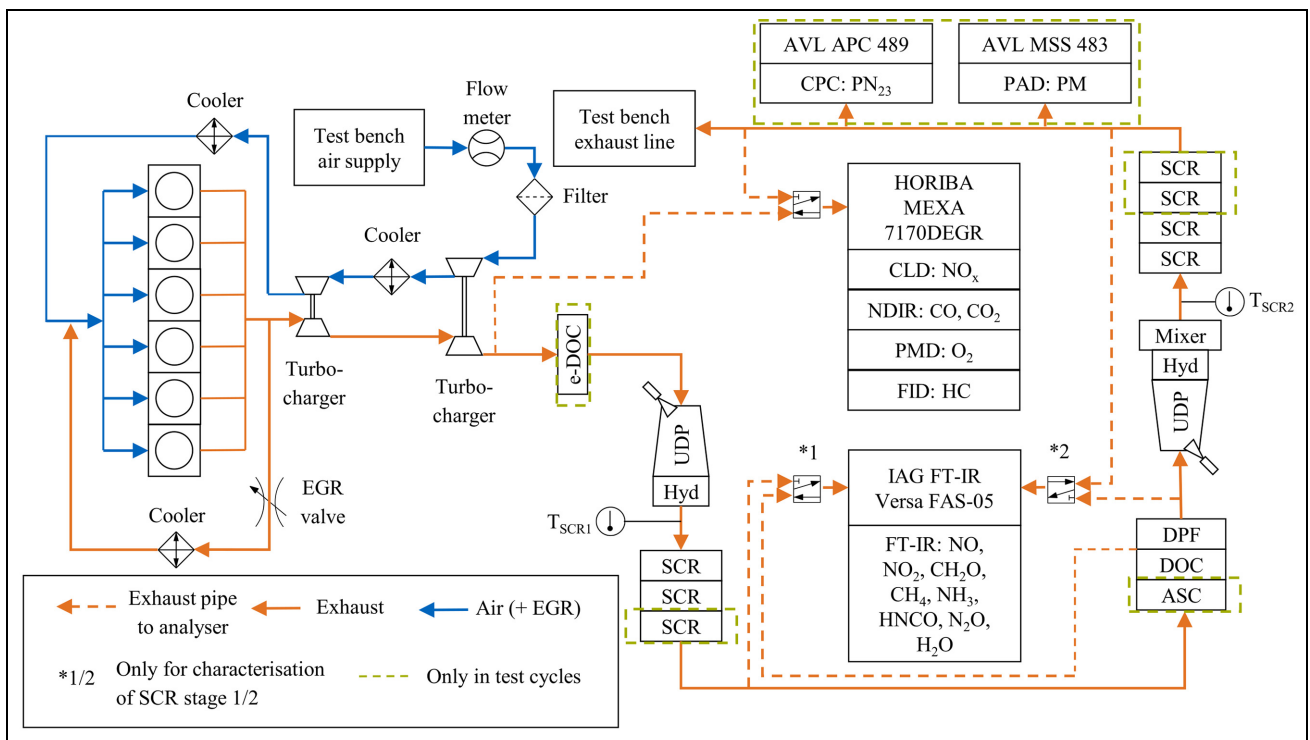 AVL APC 489
CPC: PN₂₃
AVL MSS 483
PAD: PM
Cooler
Test bench
air supply
Flow
meter
Test bench
exhaust line
Filter
Cooler
Turbo-
charger
Turbo-
charger
e-DOC
HORIBA
MEXA
7170DEGR
CLD: NOₓ
NDIR: CO, CO₂
PMD: O₂
FID: HC
SCR
SCR
SCR
SCR
T_SCR2
Mixer
Hyd
UDP
UDP
Hyd
T_SCR1
EGR
valve
Cooler
*1
*2
IAG FT-IR
Versa FAS-05
FT-IR: NO,
NO₂, CH₂O,
CH₄, NH₃,
HNCO, N₂O,
H₂O
DPF
DOC
ASC
SCR
SCR
SCR
Exhaust pipe
to analyser
Exhaust
Air (+ EGR)
*1/2
Only for characterisation
of SCR stage 1/2
Only in test cycles